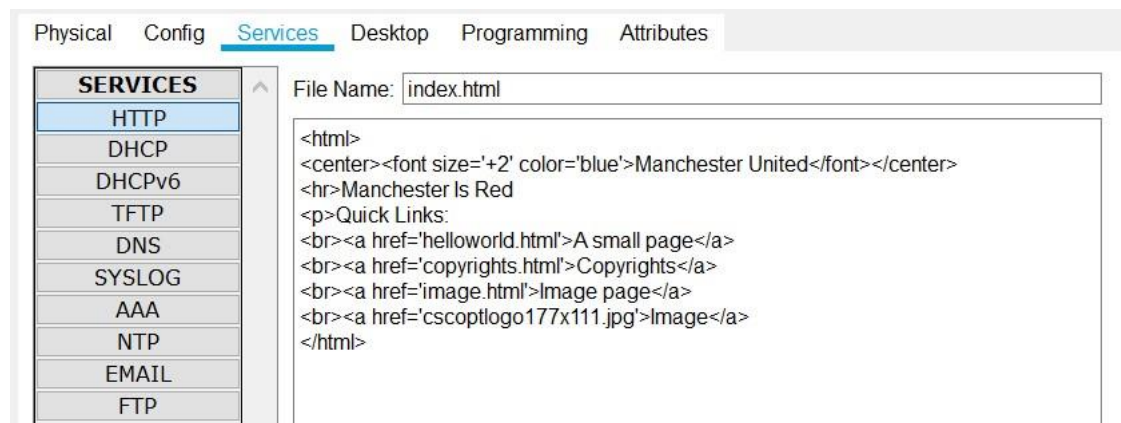 Physical Config Services Desktop Programming Attributes
SERVICES
HTTP
DHCP
DHCPv6
TFTP
DNS
SYSLOG
AAA
NTP
EMAIL
FTP
File Name: index.html
<html>
<center><font size='+2' color='blue'>Manchester United</font></center>
<hr>Manchester Is Red
<p>Quick Links:
<br><a href='helloworld.html'>A small page</a>
<br><a href='copyrights.html'>Copyrights</a>
<br><a href='image.html'>Image page</a>
<br><a href='cscoptlogo177x111.jpg'>Image</a>
</html>